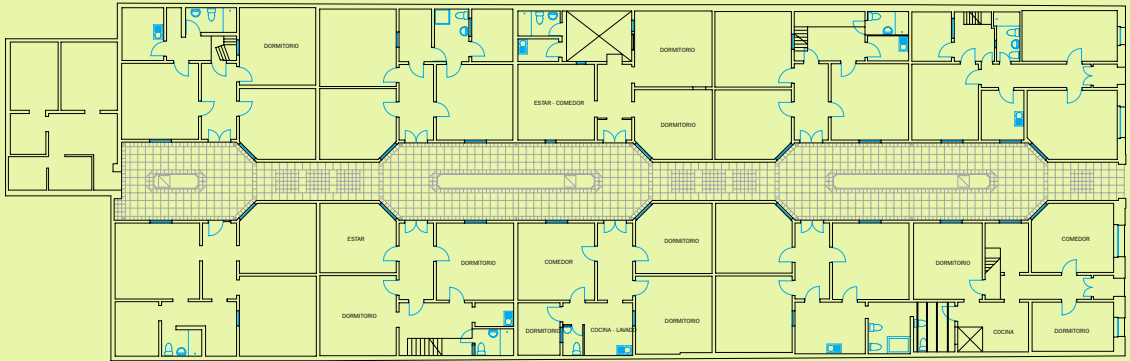 DORMITORIO
DORMITORIO
ESTAR - COMEDOR
DORMITORIO
ESTAR
DORMITORIO
COMEDOR
DORMITORIO
COMEDOR
DORMITORIO
DORMITORIO
DORMITORIO
DORMITORIO
COCINA - LAVADO
COCINA
DORMITORIO